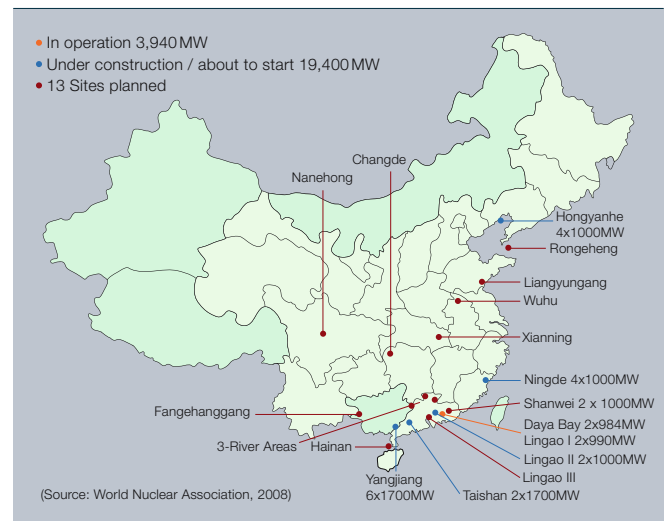 In operation 3,940 MW
Under construction / about to start 19,400 MW
13 Sites planned
Changde
Nanehong
Hongyanhe
4x1000MW
Rongeheng
Liangyungang
Wuhu
Xianning
Ningde 4x1000MW
Fangehanggang
Shanwei 2 x 1000MW
Daya Bay 2x984MW
Lingao I 2x990MW
3-River Areas
Hainan
Lingao II 2x1000MW
Lingao III
Yangjiang
6x1700MW
Taishan 2x1700MW
(Source: World Nuclear Association, 2008)